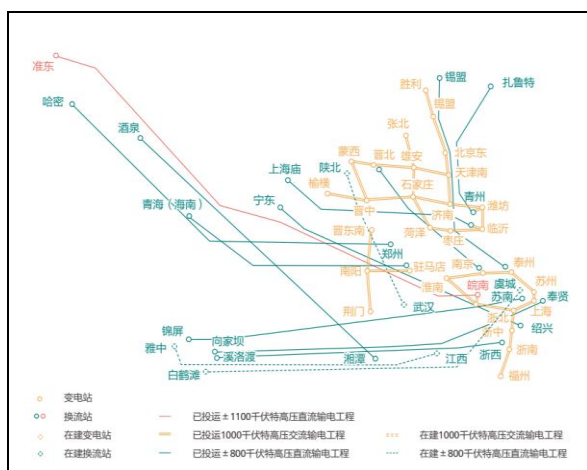 准东
哈密
酒泉
青海（海南）
上海庙
宁东
锡盟
扎鲁特
胜利
锡盟
张北
北京东
蒙西
陕北
晋北
雄安
天津南
榆横
石家庄
青州
潍坊
晋中
济南
晋东南
菏泽
枣庄
临沂
郑州
驻马店
南阳
南京
泰州
虞城
淮南
皖南
苏南
苏州
奉贤
荆门
武汉
浙北
上海
绍兴
锦屏
向家坝
雅中
溪洛渡
湘潭
江西
浙中
浙西
浙南
白鹤滩
福州
变电站
换流站
已投运±1100千伏特高压直流输电工程
在建变电站
已投运1000千伏特高压交流输电工程
在建1000千伏特高压交流输电工程
在建换流站
已投运±800千伏特高压直流输电工程
在建±800千伏特高压直流输电工程